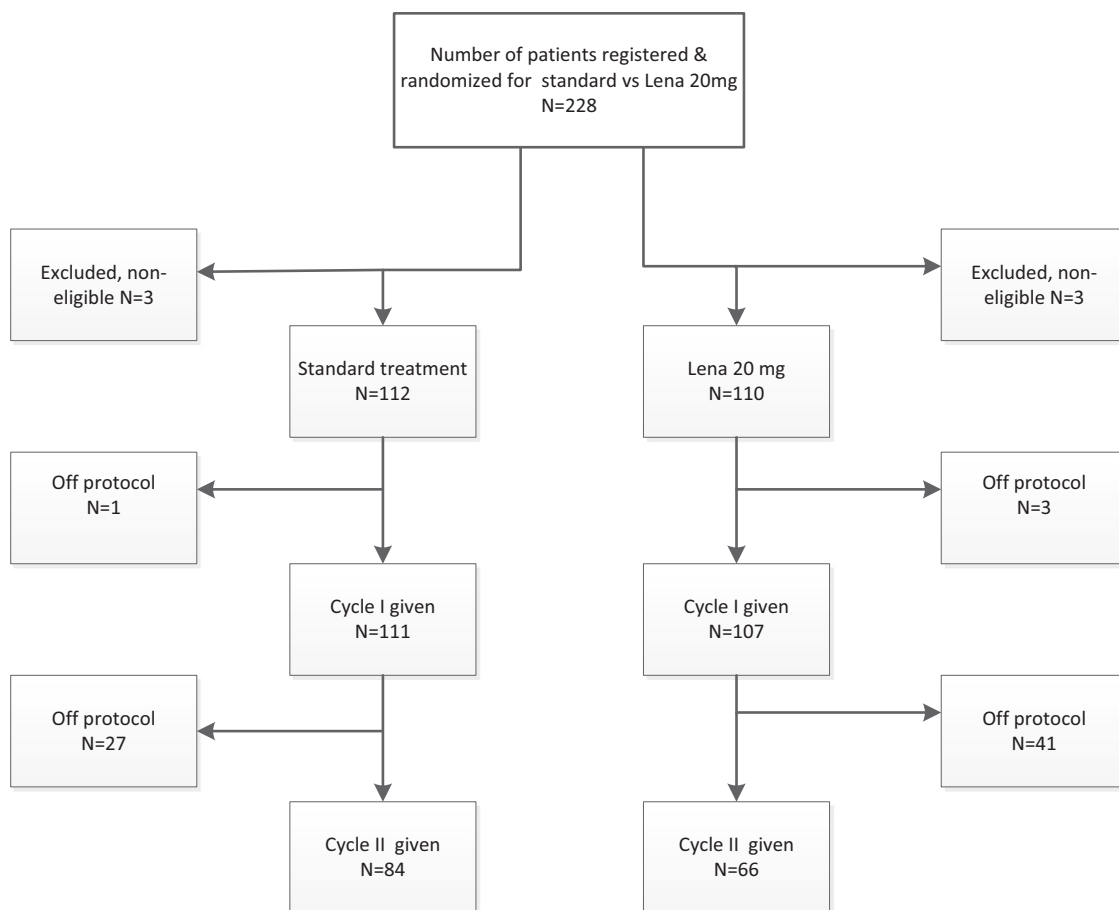 Number of patients registered &
randomized for standard vs Lena 20mg
N=228
Excluded, non-
eligible N=3
Excluded, non-
eligible N=3
Standard treatment
N=112
Lena 20 mg
N=110
Off protocol
N=1
Off protocol
N=3
Cycle I given
N=111
Cycle I given
N=107
Off protocol
N=27
Off protocol
N=41
Cycle II given
N=84
Cycle II given
N=66